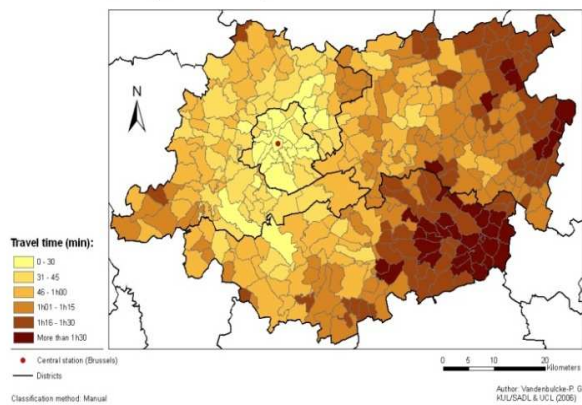 N
Travel time (min):
0 - 30
31 - 45
46 - 1h00
1h01 - 1h15
1h16 - 1h30
More than 1h30
Central station (Brussels)
Districts
Classification method: Manual
0 5 10 20
Kilometers
Author: Vandenbulcke-P. G
KUL/SADL & UCL (2006)